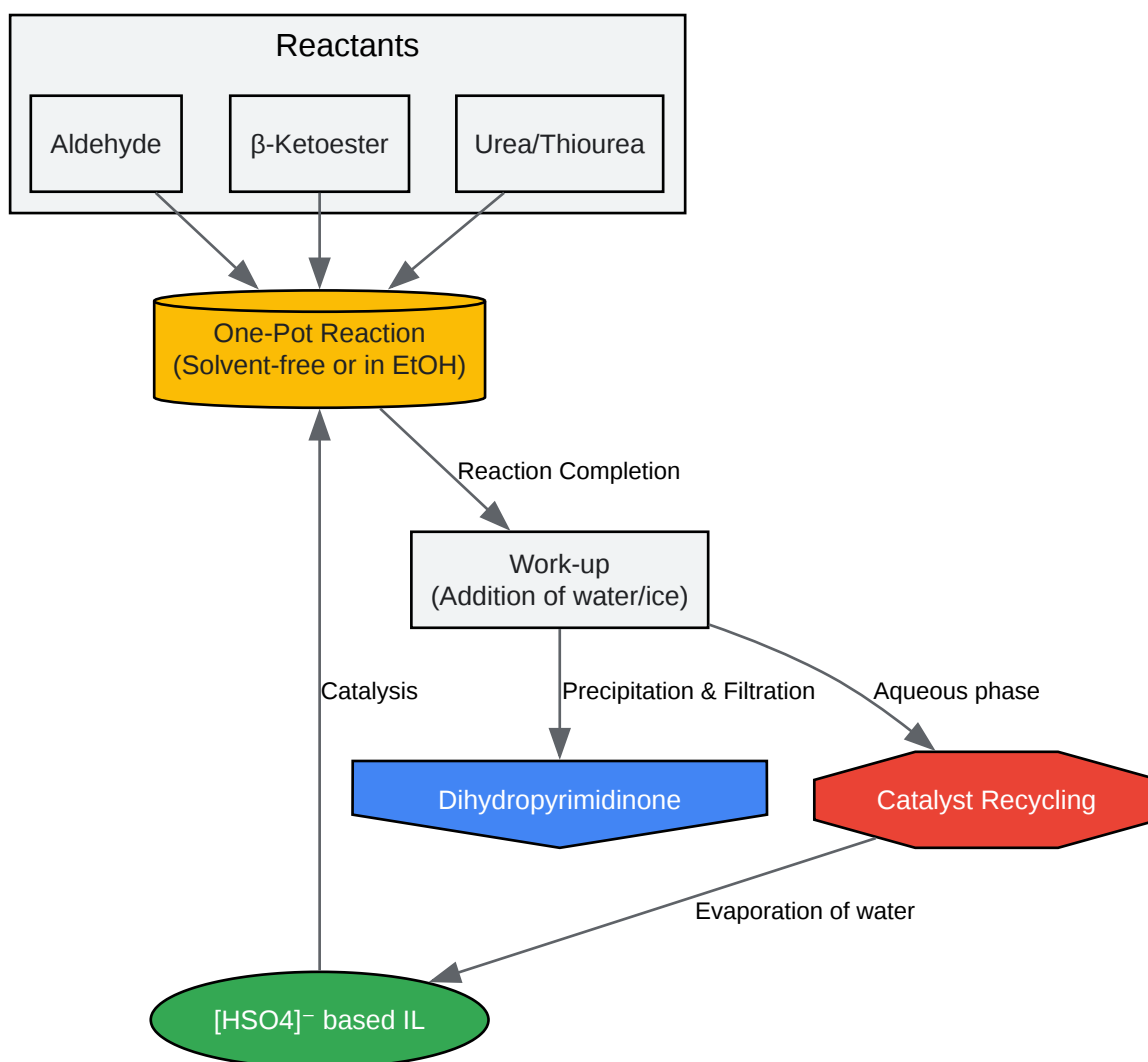 Reactants
Aldehyde
β-Ketoester
Urea/Thiourea
One-Pot Reaction
(Solvent-free or in EtOH)
Reaction Completion
Work-up
(Addition of water/ice)
Catalysis
Precipitation & Filtration
Aqueous phase
Dihydropyrimidinone
Catalyst Recycling
Evaporation of water
[HSO4]⁻ based IL